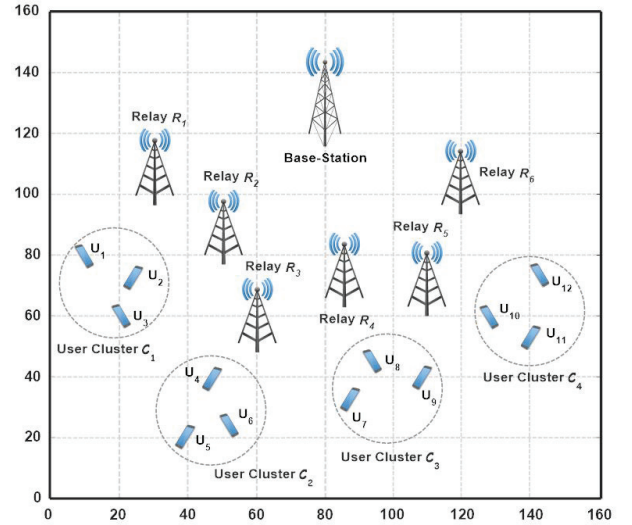 160
140
120
100
80
60
40
20
0
Relay R1
Base-Station
Relay R2
Relay R6
Relay R3
Relay R5
Relay R4
U1
U2
U3
User Cluster C1
U4
U5
U6
User Cluster C2
U7
U8
U9
User Cluster C3
U10
U11
U12
User Cluster C4
0 20 40 60 80 100 120 140 160